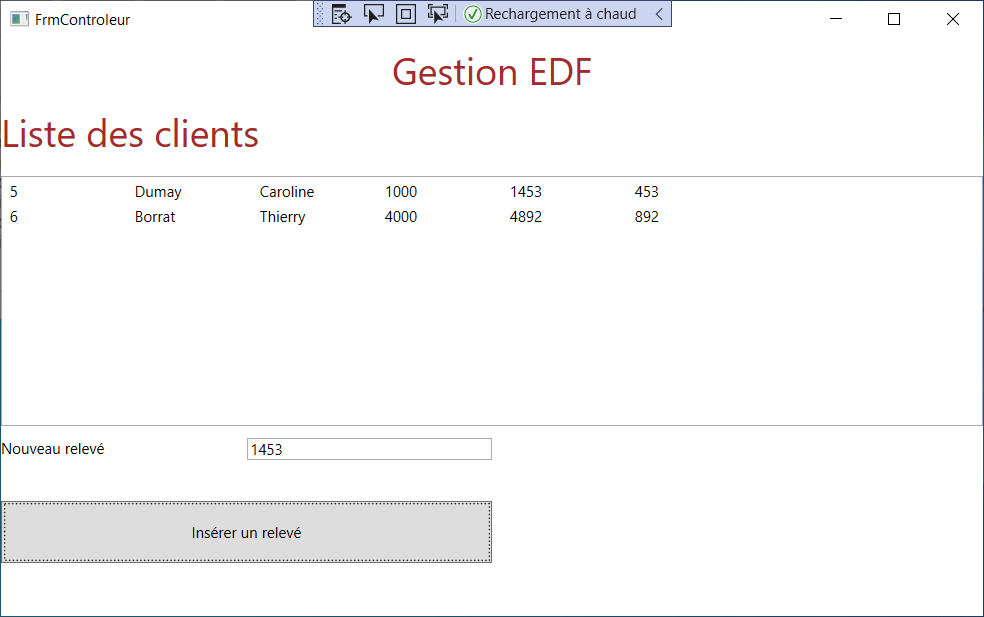 FrmControleur
Rechargement à chaud
Gestion EDF
Liste des clients
5 Dumay Caroline 1000 1453 453
6 Borrat Thierry 4000 4892 892
Nouveau relevé 1453
Insérer un relevé